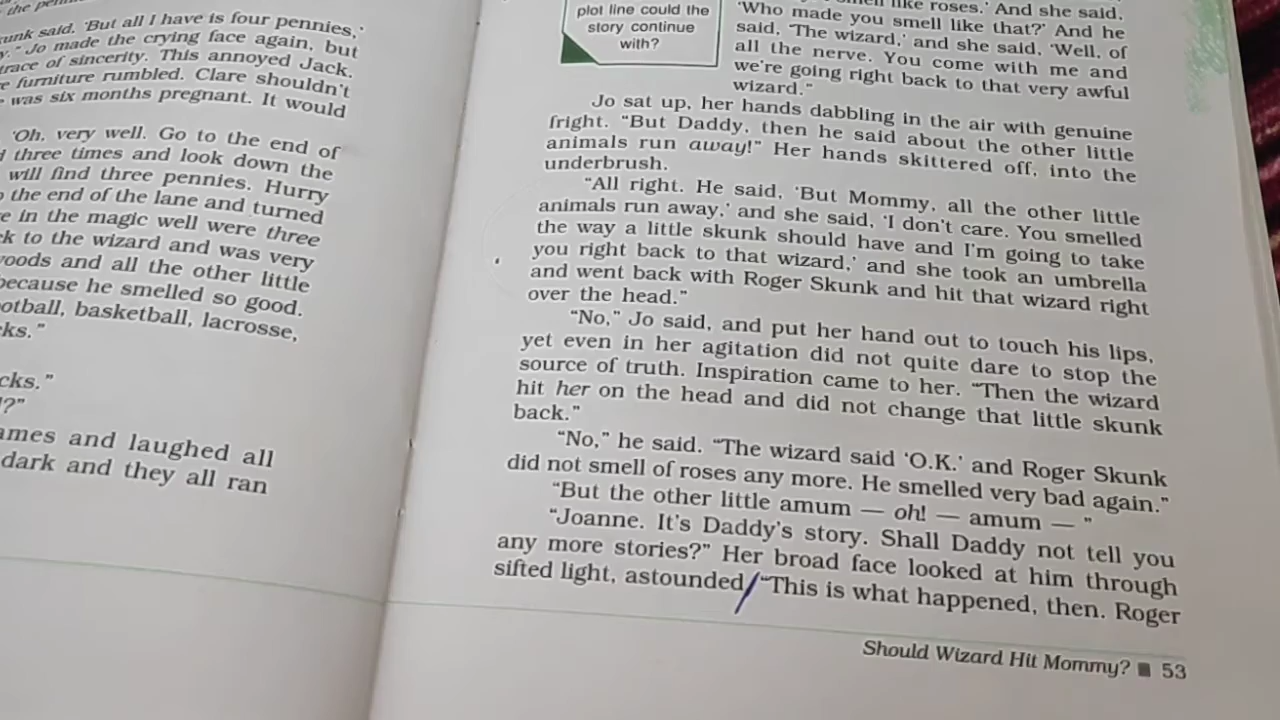 unk said. 'But all I have is four pennies,'
Jo made the crying face again, but
trace of sincerity. This annoyed Jack.
furniture rumbled. Clare shouldn't
was six months pregnant. It would
'Oh, very well. Go to the end of
three times and look down the
will find three pennies. Hurry
the end of the lane and turned
in the magic well were three
to the wizard and was very
woods and all the other little
because he smelled so good.
football, basketball, lacrosse,
cks."
cks."
?"
games and laughed all
dark and they all ran
plot line could the
story continue
with?
like roses.' And she said,
'Who made you smell like that?' And he
said, 'The wizard,' and she said, 'Well, of
all the nerve. You come with me and
we're going right back to that very awful
wizard."
Jo sat up, her hands dabbling in the air with genuine
fright. "But Daddy, then he said about the other little
animals run away!" Her hands skittered off, into the
underbrush.
"All right. He said, 'But Mommy, all the other little
animals run away,' and she said, 'I don't care. You smelled
the way a little skunk should have and I'm going to take
you right back to that wizard,' and she took an umbrella
and went back with Roger Skunk and hit that wizard right
over the head."
"No," Jo said, and put her hand out to touch his lips,
yet even in her agitation did not quite dare to stop the
source of truth. Inspiration came to her. "Then the wizard
hit her on the head and did not change that little skunk
back."
"No," he said. "The wizard said 'O.K.' and Roger Skunk
did not smell of roses any more. He smelled very bad again."
"But the other little amum — oh! — amum — "
"Joanne. It's Daddy's story. Shall Daddy not tell you
any more stories?" Her broad face looked at him through
sifted light, astounded. "This is what happened, then. Roger
Should Wizard Hit Mommy? ■ 53